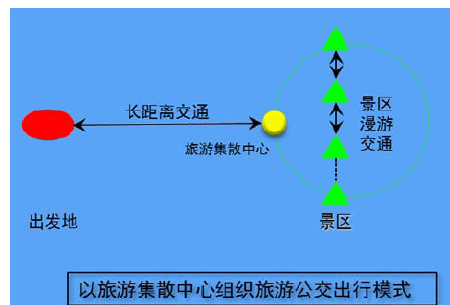 长距离交通
旅游集散中心
景区
漫游
交通
出发地
景区
以旅游集散中心组织旅游公交出行模式